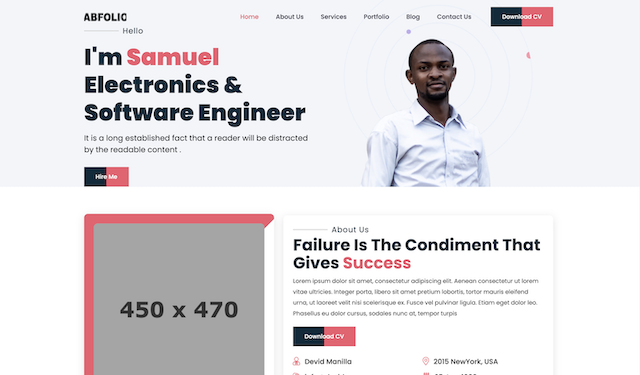 ABFOLIO
Home About Us Services Portfolio Blog Contact Us Download CV
Hello
I'm Samuel
Electronics &
Software Engineer
It is a long established fact that a reader will be distracted
by the readable content .
Hire Me
450 x 470
About Us
Failure Is The Condiment That
Gives Success
Lorem ipsum dolor sit amet, consectetur adipiscing elit. Aenean consectetur ut lorem
vitae ultricies. Integer porta, libero sit amet pretium lobortis, tortor mauris eleifend
urna, ut laoreet velit nisi scelerisque ex. Fusce vel pulvinar ligula. Etiam eget dolor leo.
Phasellus eu dolor cursus, sodales nunc at, tempor turpis
Download CV
Devid Manilla
2015 NewYork, USA